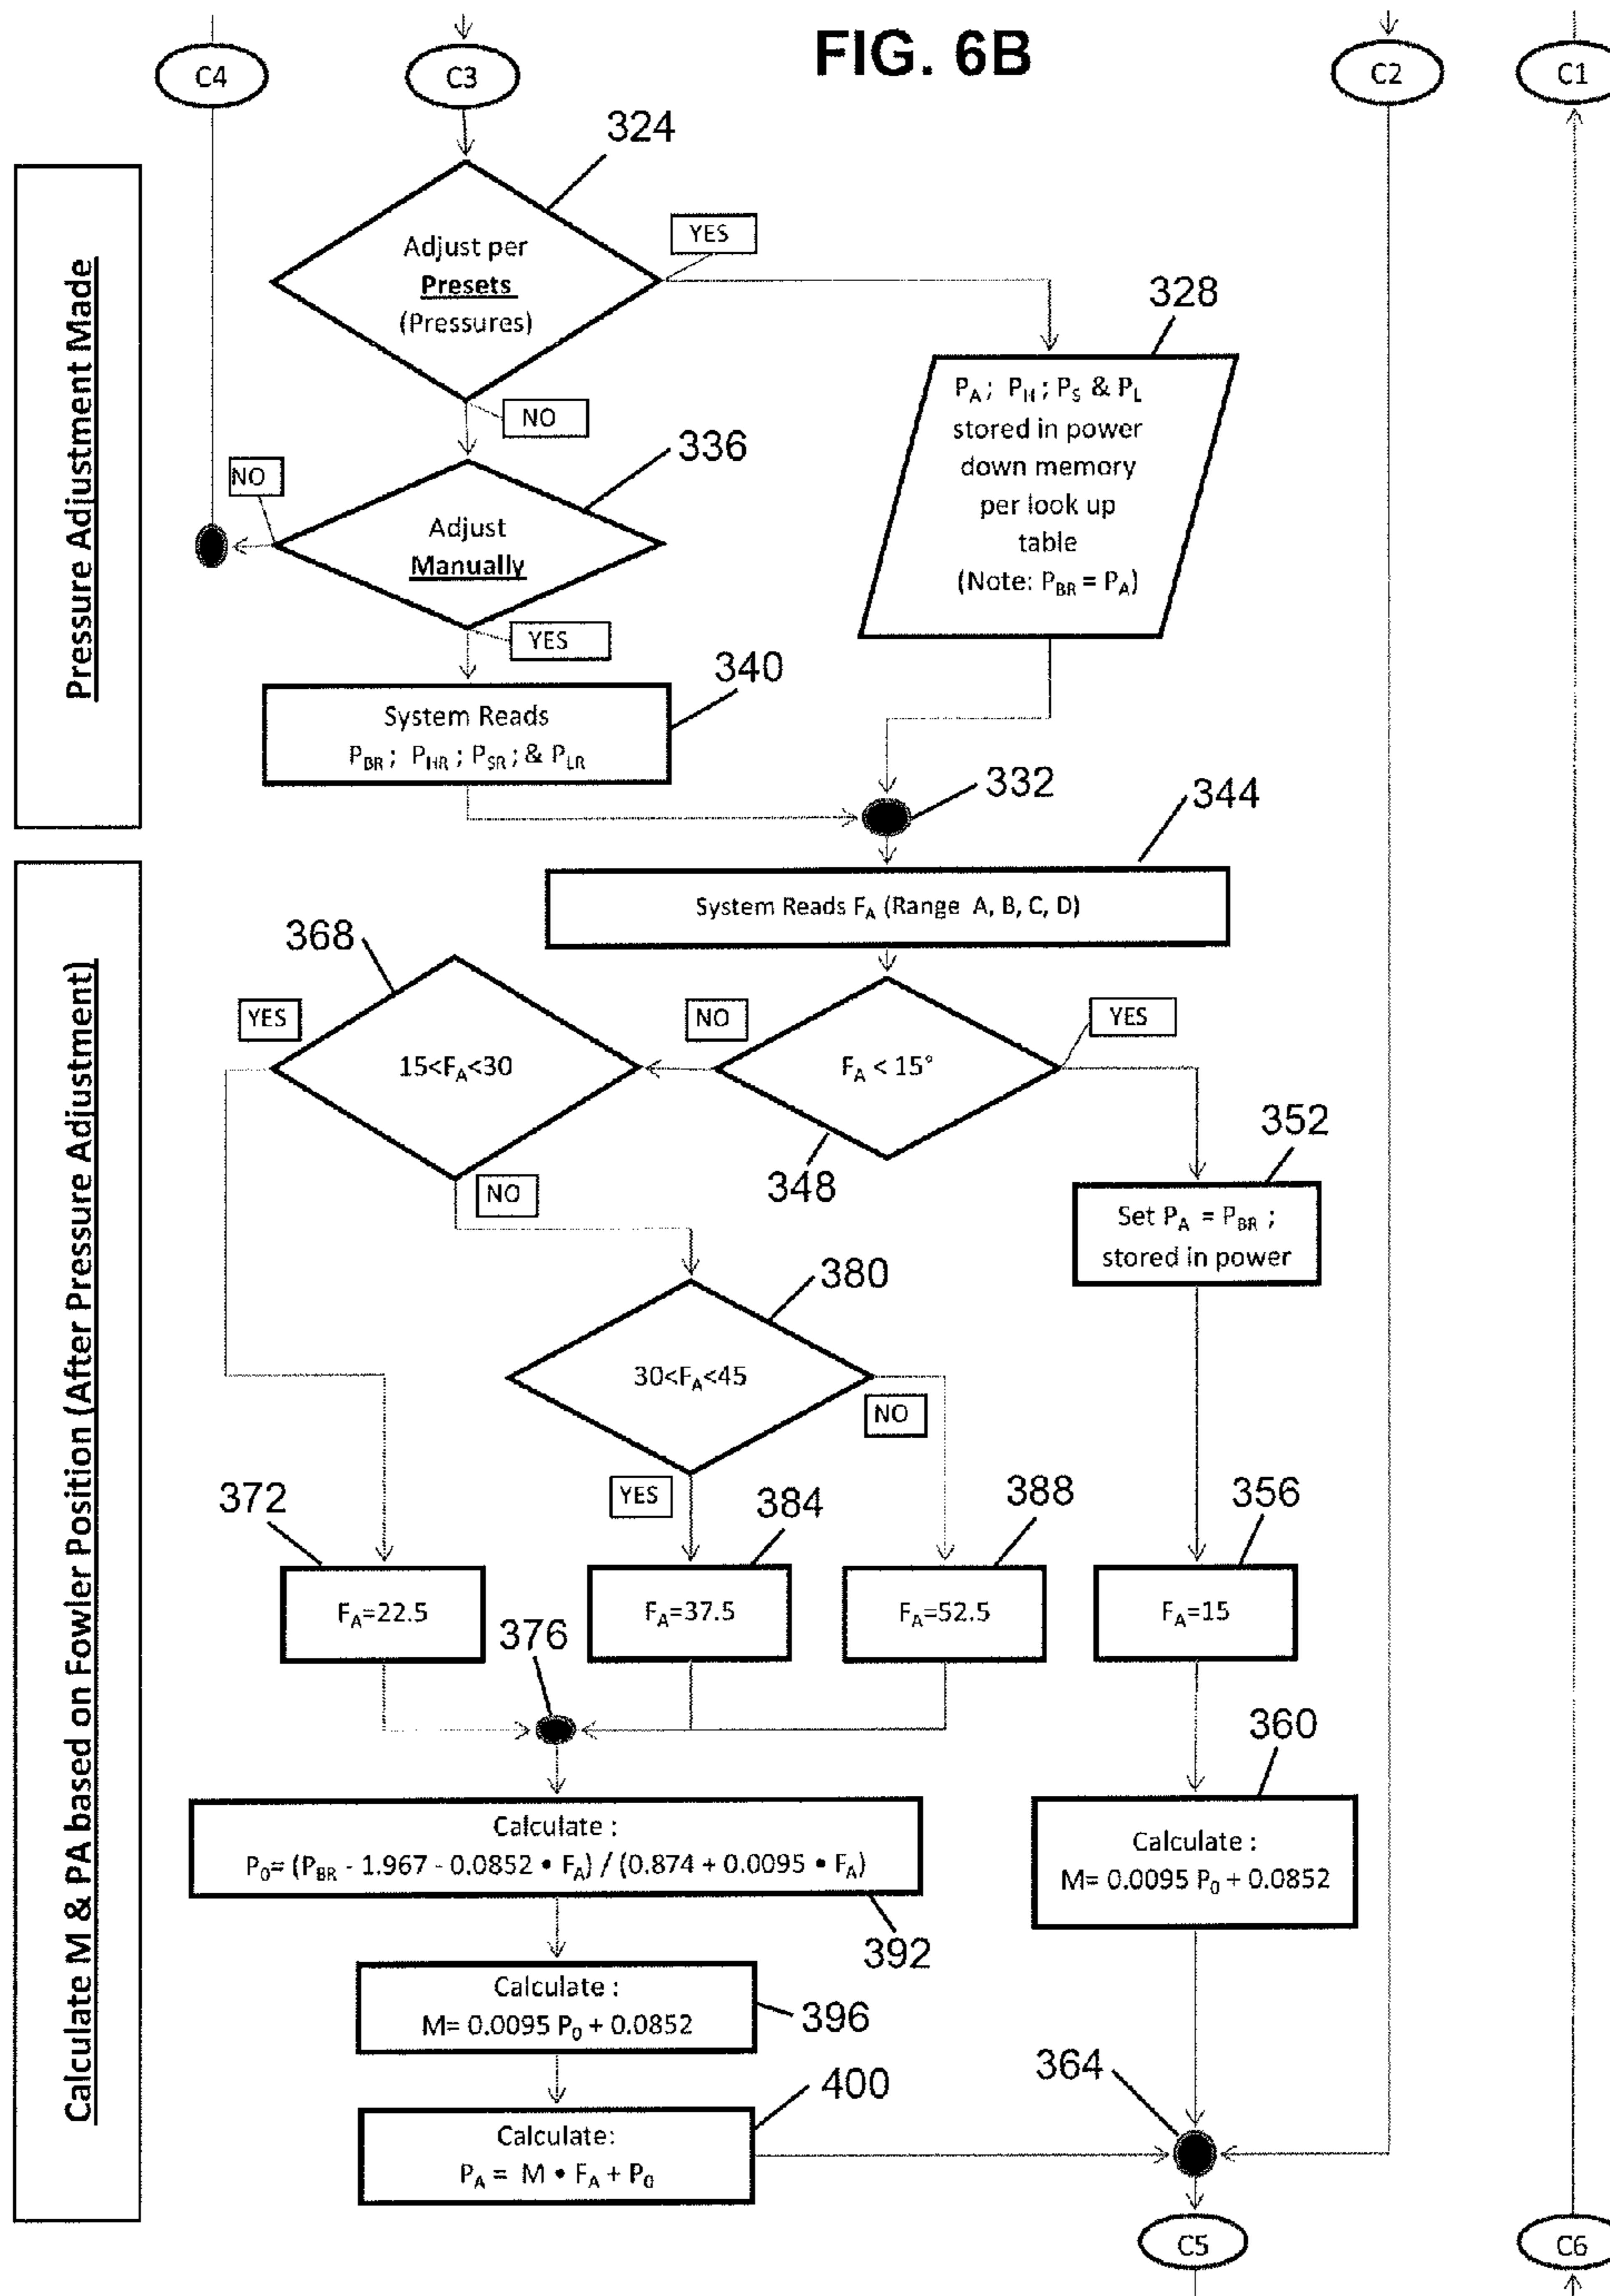 FIG. 6B
C4
C3
C2
C1
Pressure Adjustment Made
324
Adjust per
Presets
(Pressures)
YES
NO
328
P_A ; P_H ; P_S & P_L
stored in power
down memory
per look up
table
(Note: P_BR = P_A)
336
NO
Adjust
Manually
YES
340
System Reads
P_BR ; P_HR ; P_SR ; & P_LR
332
344
System Reads F_A (Range A, B, C, D)
Calculate M & PA based on Fowler Position (After Pressure Adjustment)
368
YES
15<F_A<30
NO
NO
F_A < 15°
YES
348
352
Set P_A = P_BR ;
stored in power
380
30<F_A<45
NO
YES
372
F_A=22.5
384
F_A=37.5
388
F_A=52.5
356
F_A=15
376
360
Calculate :
P_0= (P_BR - 1.967 - 0.0852 • F_A) / (0.874 + 0.0095 • F_A)
392
Calculate :
M= 0.0095 P_0 + 0.0852
Calculate :
M= 0.0095 P_0 + 0.0852
396
400
Calculate:
P_A = M • F_A + P_0
364
C5
C6